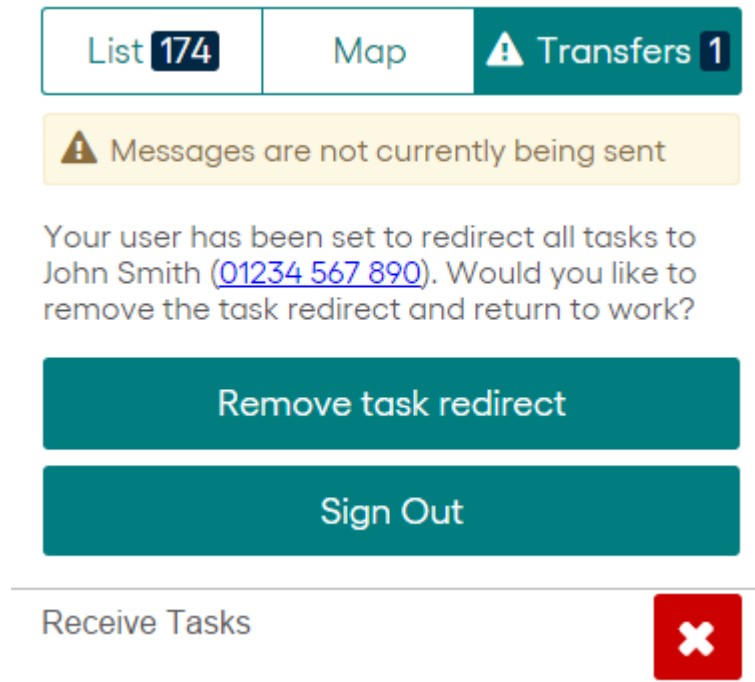 List 174 Map Transfers 1
Messages are not currently being sent
Your user has been set to redirect all tasks to
John Smith (01234 567 890). Would you like to
remove the task redirect and return to work?
Remove task redirect
Sign Out
Receive Tasks